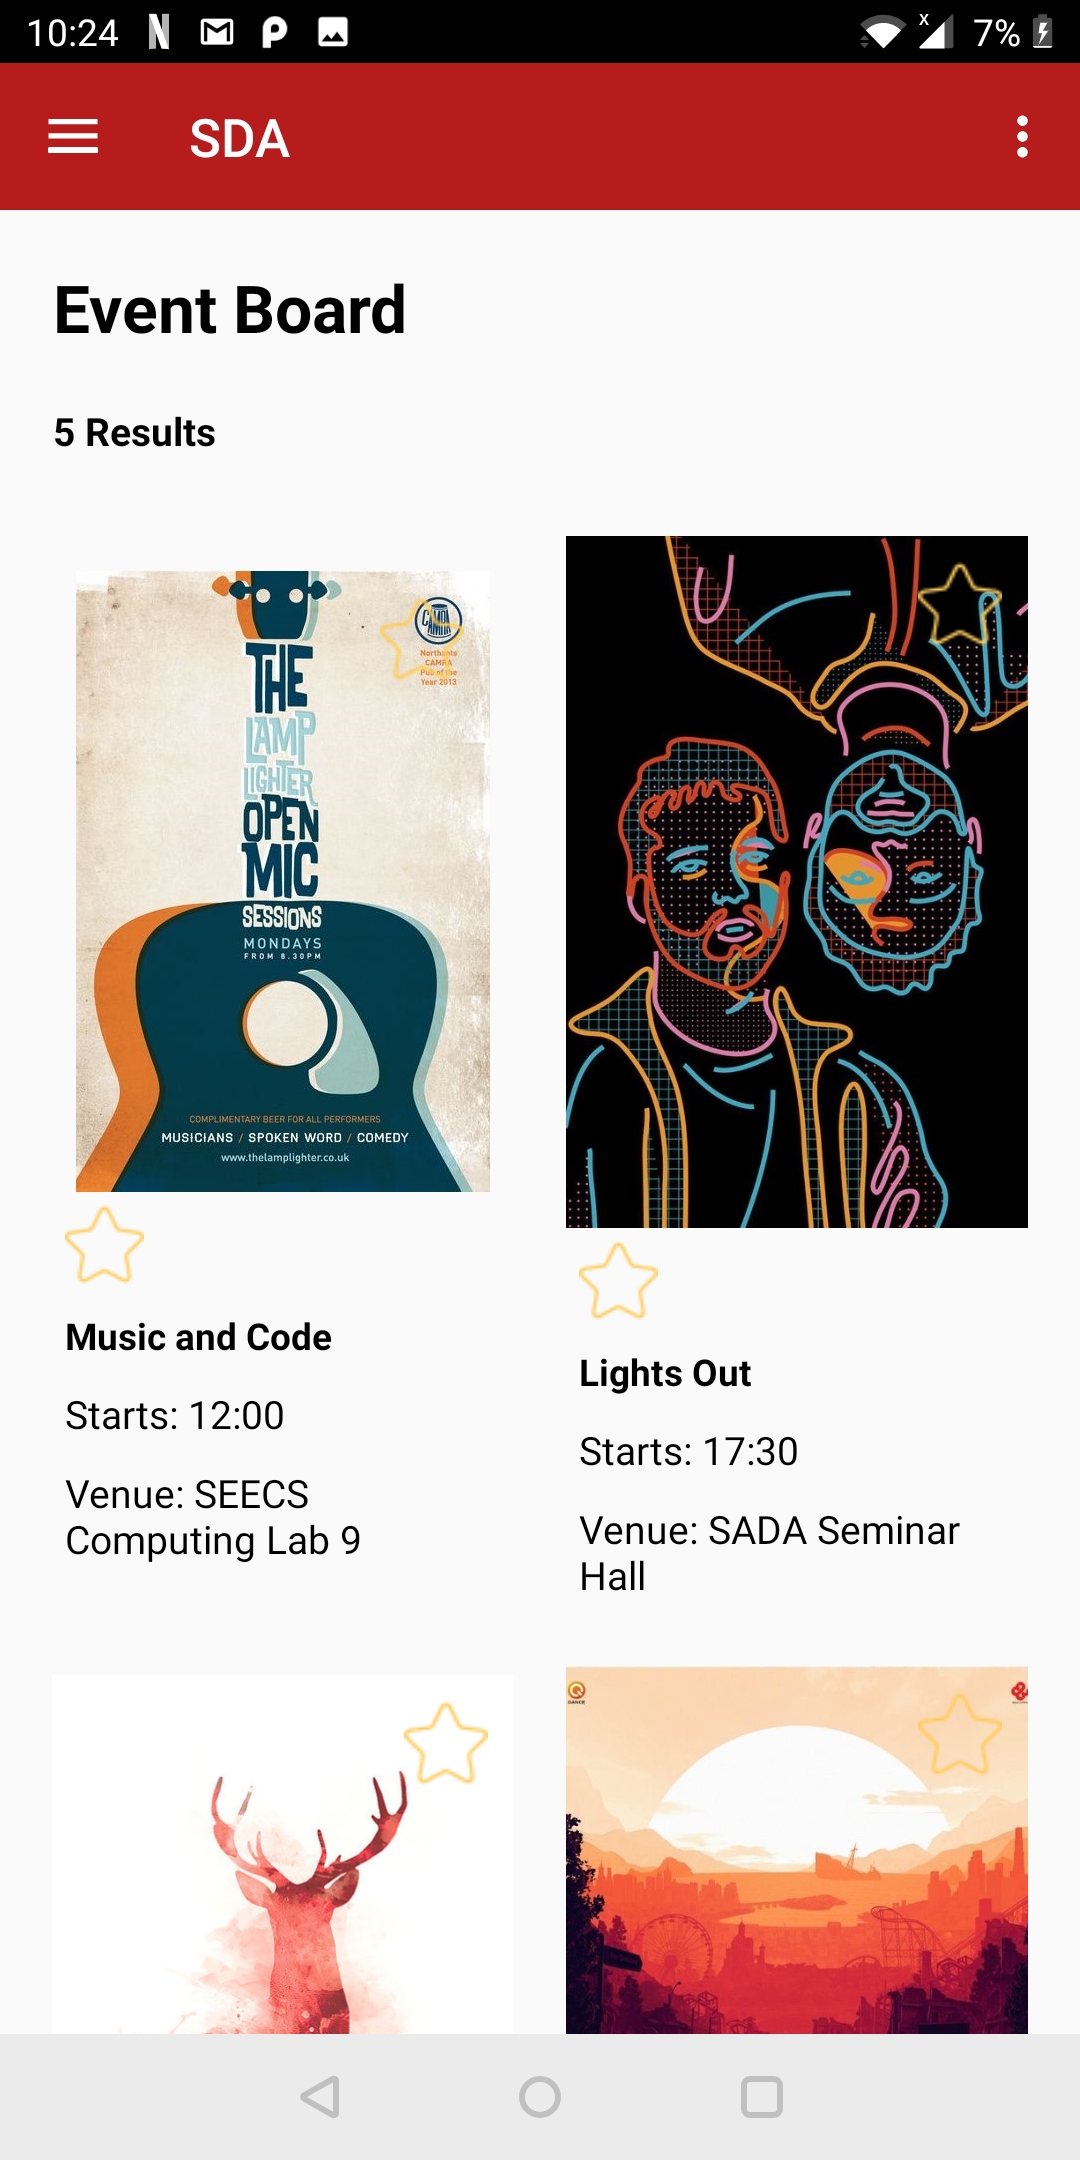 10:24
7%
SDA
Event Board
5 Results
CAMRA
Northants
CAMRA
Pub of the
Year 2013
THE
LAMP
LIGHTER
OPEN
MIC
SESSIONS
MONDAYS
FROM 8.30PM
COMPLIMENTARY BEER FOR ALL PERFORMERS
MUSICIANS / SPOKEN WORD / COMEDY
www.thelamplighter.co.uk
Music and Code
Starts: 12:00
Venue: SEECS
Computing Lab 9
Lights Out
Starts: 17:30
Venue: SADA Seminar
Hall
DANCE